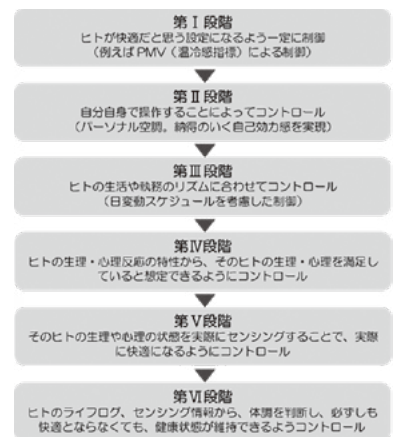 第Ⅰ段階
ヒトが快適だと思う設定になるよう一定に制御
(例えばPMV(温冷感指標)による制御)
第Ⅱ段階
自分自身で操作することによってコントロール
(パーソナル空調。納得のいく自己効力感を実現)
第Ⅲ段階
ヒトの生活や執務のリズムに合わせてコントロール
(日変動スケジュールを考慮した制御)
第Ⅳ段階
ヒトの生理・心理反応の特性から、そのヒトの生理・心理を満足し
ていると想定できるようにコントロール
第Ⅴ段階
そのヒトの生理や心理の状態を実際にセンシングすることで、実際
に快適になるようにコントロール
第Ⅵ段階
ヒトのライフログ、センシング情報から、体調を判断し、必ずしも
快適とならなくても、健康状態が維持できるようコントロール